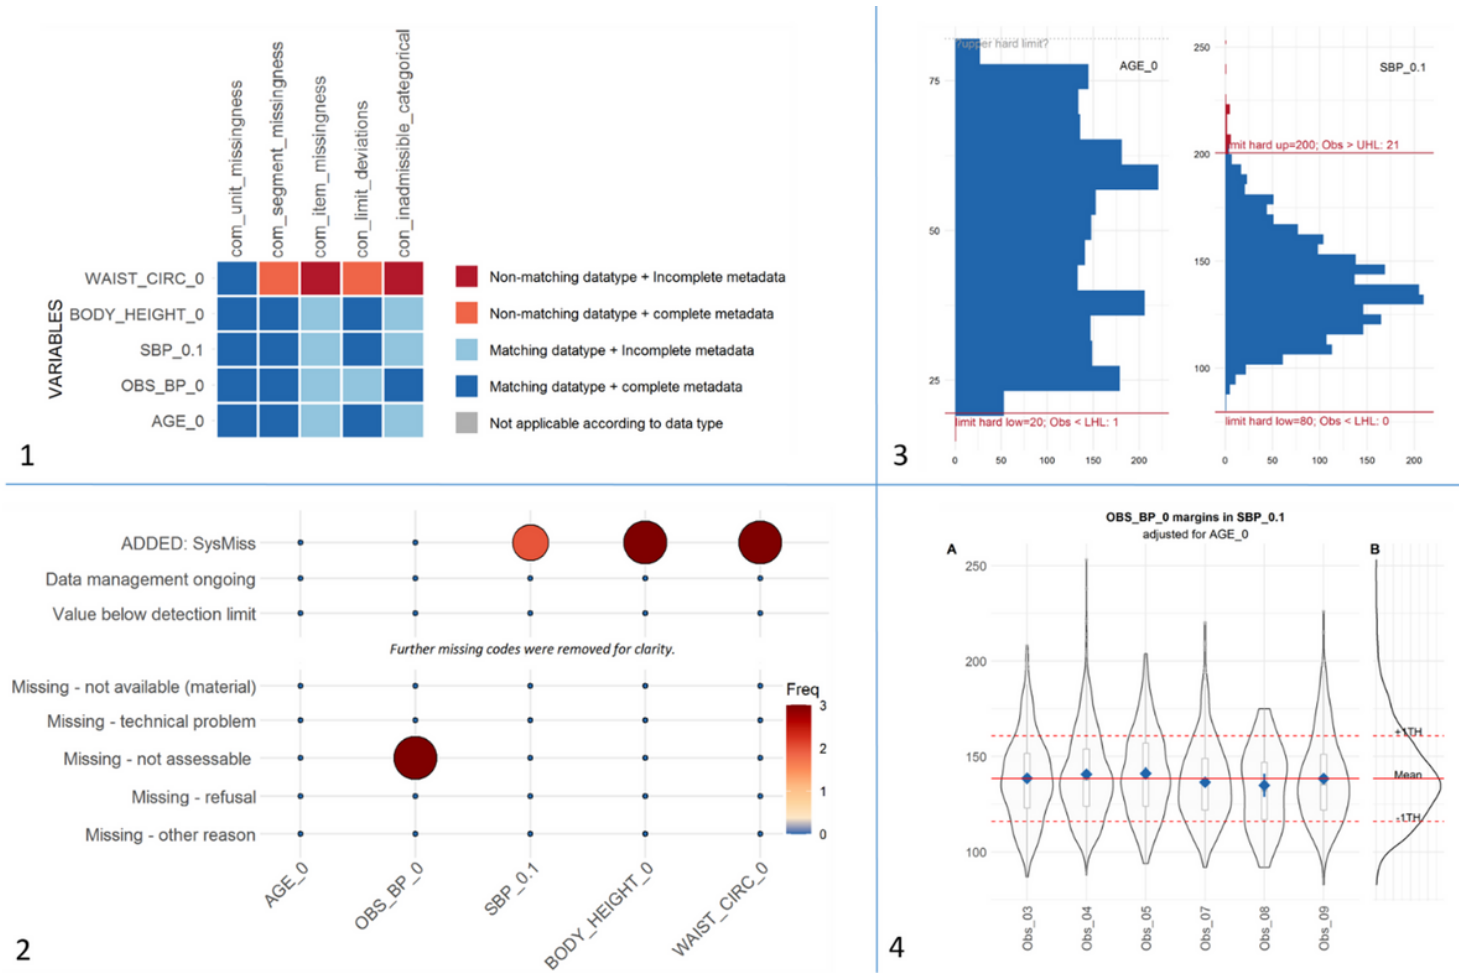 com_unit_missingness
com_segment_missingness
com_item_missingness
con_limit_deviations
con_inadmissible_categorical
VARIABLES
WAIST_CIRC_0
BODY_HEIGHT_0
SBP_0.1
OBS_BP_0
AGE_0
Non-matching datatype + Incomplete metadata
Non-matching datatype + complete metadata
Matching datatype + Incomplete metadata
Matching datatype + complete metadata
Not applicable according to data type
1
upper hard limit?
AGE_0
75
50
25
limit hard low=20; Obs < LHL: 1
0 50 100 150 200
250
SBP_0.1
200
mit hard up=200; Obs > UHL: 21
150
100
limit hard low=80; Obs < LHL: 0
0 50 100 150 200
3
ADDED: SysMiss
Data management ongoing
Value below detection limit
Further missing codes were removed for clarity.
Missing - not available (material)
Missing - technical problem
Missing - not assessable
Missing - refusal
Missing - other reason
Freq
3
2
1
0
AGE_0
OBS_BP_0
SBP_0.1
BODY_HEIGHT_0
WAIST_CIRC_0
2
OBS_BP_0 margins in SBP_0.1
adjusted for AGE_0
A
B
250
200
150
100
+1TH
Mean
-1TH
Obs_03
Obs_04
Obs_05
Obs_07
Obs_08
Obs_09
4